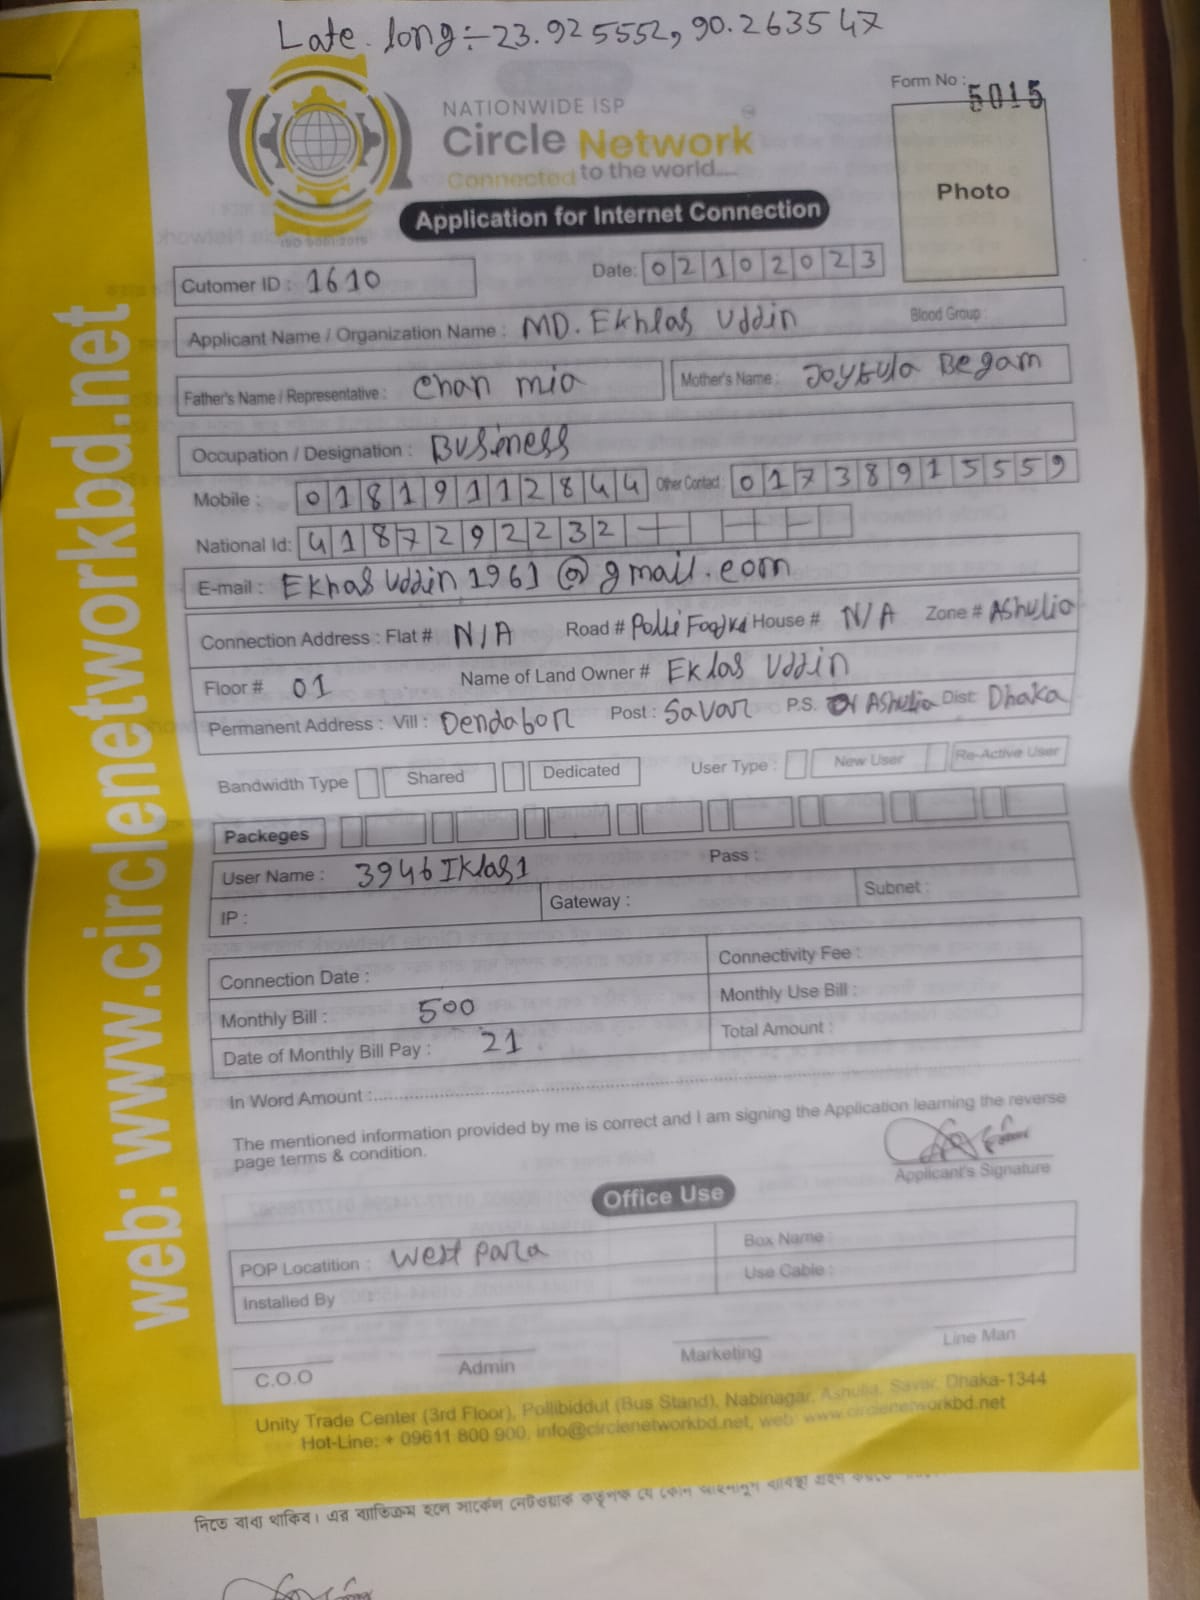 Late. long:-23.925552,90.263547
Form No : 5015
NATIONWIDE ISP
Circle Network
Connected to the world....
Photo
Application for Internet Connection
ISO 9001:2015
Cutomer ID : 1610
Date: 02102023
Applicant Name / Organization Name : MD. Ekhlas Uddin Blood Group :
Father's Name / Representative : Chan mia Mother's Name : Joygula Begam
Occupation / Designation : Business
Mobile : 01819112844 Other Contact : 01738915559
National Id: 4187292232
E-mail : Ekhas Uddin 1961 @ gmail.com
Connection Address : Flat # N/A Road # Polli House # N/A Zone # Ashulia
Floor # 01 Name of Land Owner # Eklas Uddin
Permanent Address : Vill : Dendabor Post : Savar P.S. Ashulia Dist: Dhaka
Bandwidth Type Shared Dedicated User Type : New User Re-Active User
Packeges
User Name : 3946Iklas1 Pass :
IP : Gateway : Subnet :
Connection Date : Connectivity Fee :
Monthly Bill : 500 Monthly Use Bill :
Date of Monthly Bill Pay : 21 Total Amount :
In Word Amount :
The mentioned information provided by me is correct and I am signing the Application learning the reverse
page terms & condition.
Applicant's Signature
Office Use
POP Locatition : West para Box Name :
Installed By Use Cable :
C.O.O Admin Marketing Line Man
Unity Trade Center (3rd Floor), Pollibiddut (Bus Stand), Nabinagar, Ashulia, Savar, Dhaka-1344
Hot-Line: + 09611 800 900, info@circlenetworkbd.net, web: www.circlenetworkbd.net
web: www.circlenetworkbd.net
দিতে বাধ্য থাকিব। এর ব্যাতিক্রম হলে সার্কেল নেটওয়ার্ক কর্তৃপক্ষ যে কোন আইনানুগ ব্যবস্থা গ্রহণ